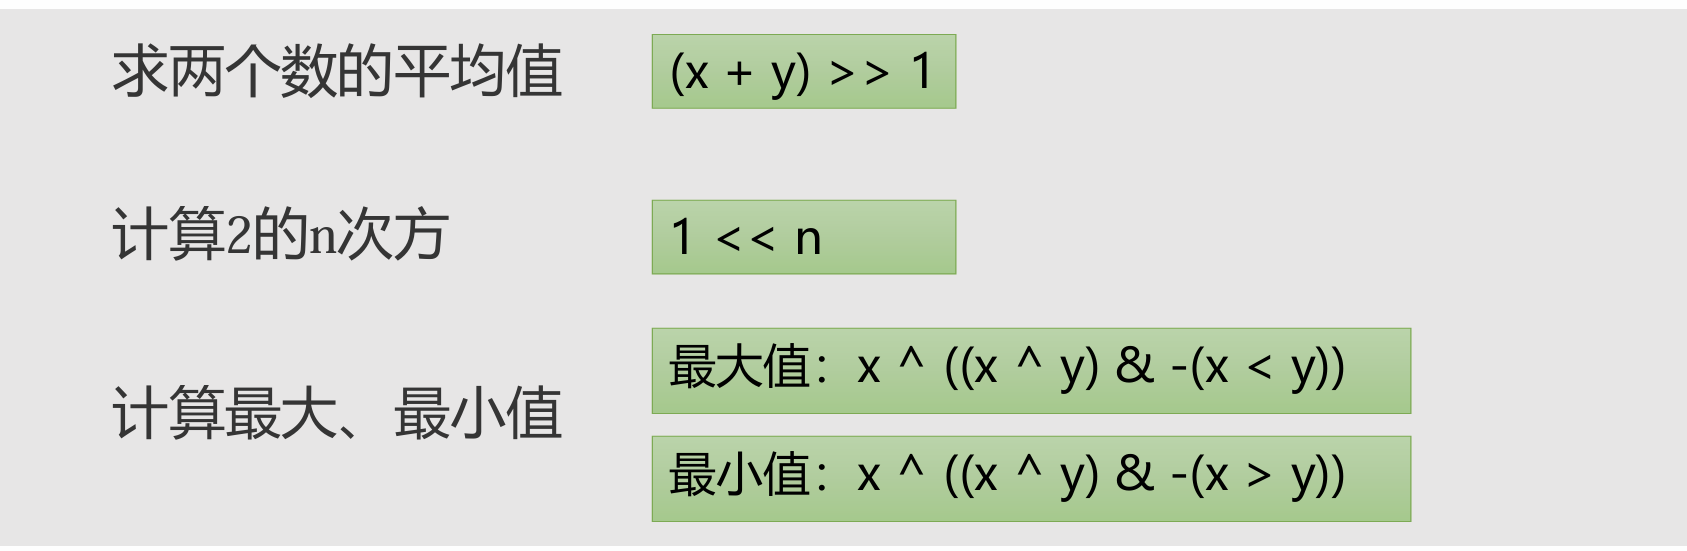 求两个数的平均值
(x + y) >> 1
计算2的n次方
1 << n
计算最大、最小值
最大值：x ^ ((x ^ y) & -(x < y))
最小值：x ^ ((x ^ y) & -(x > y))